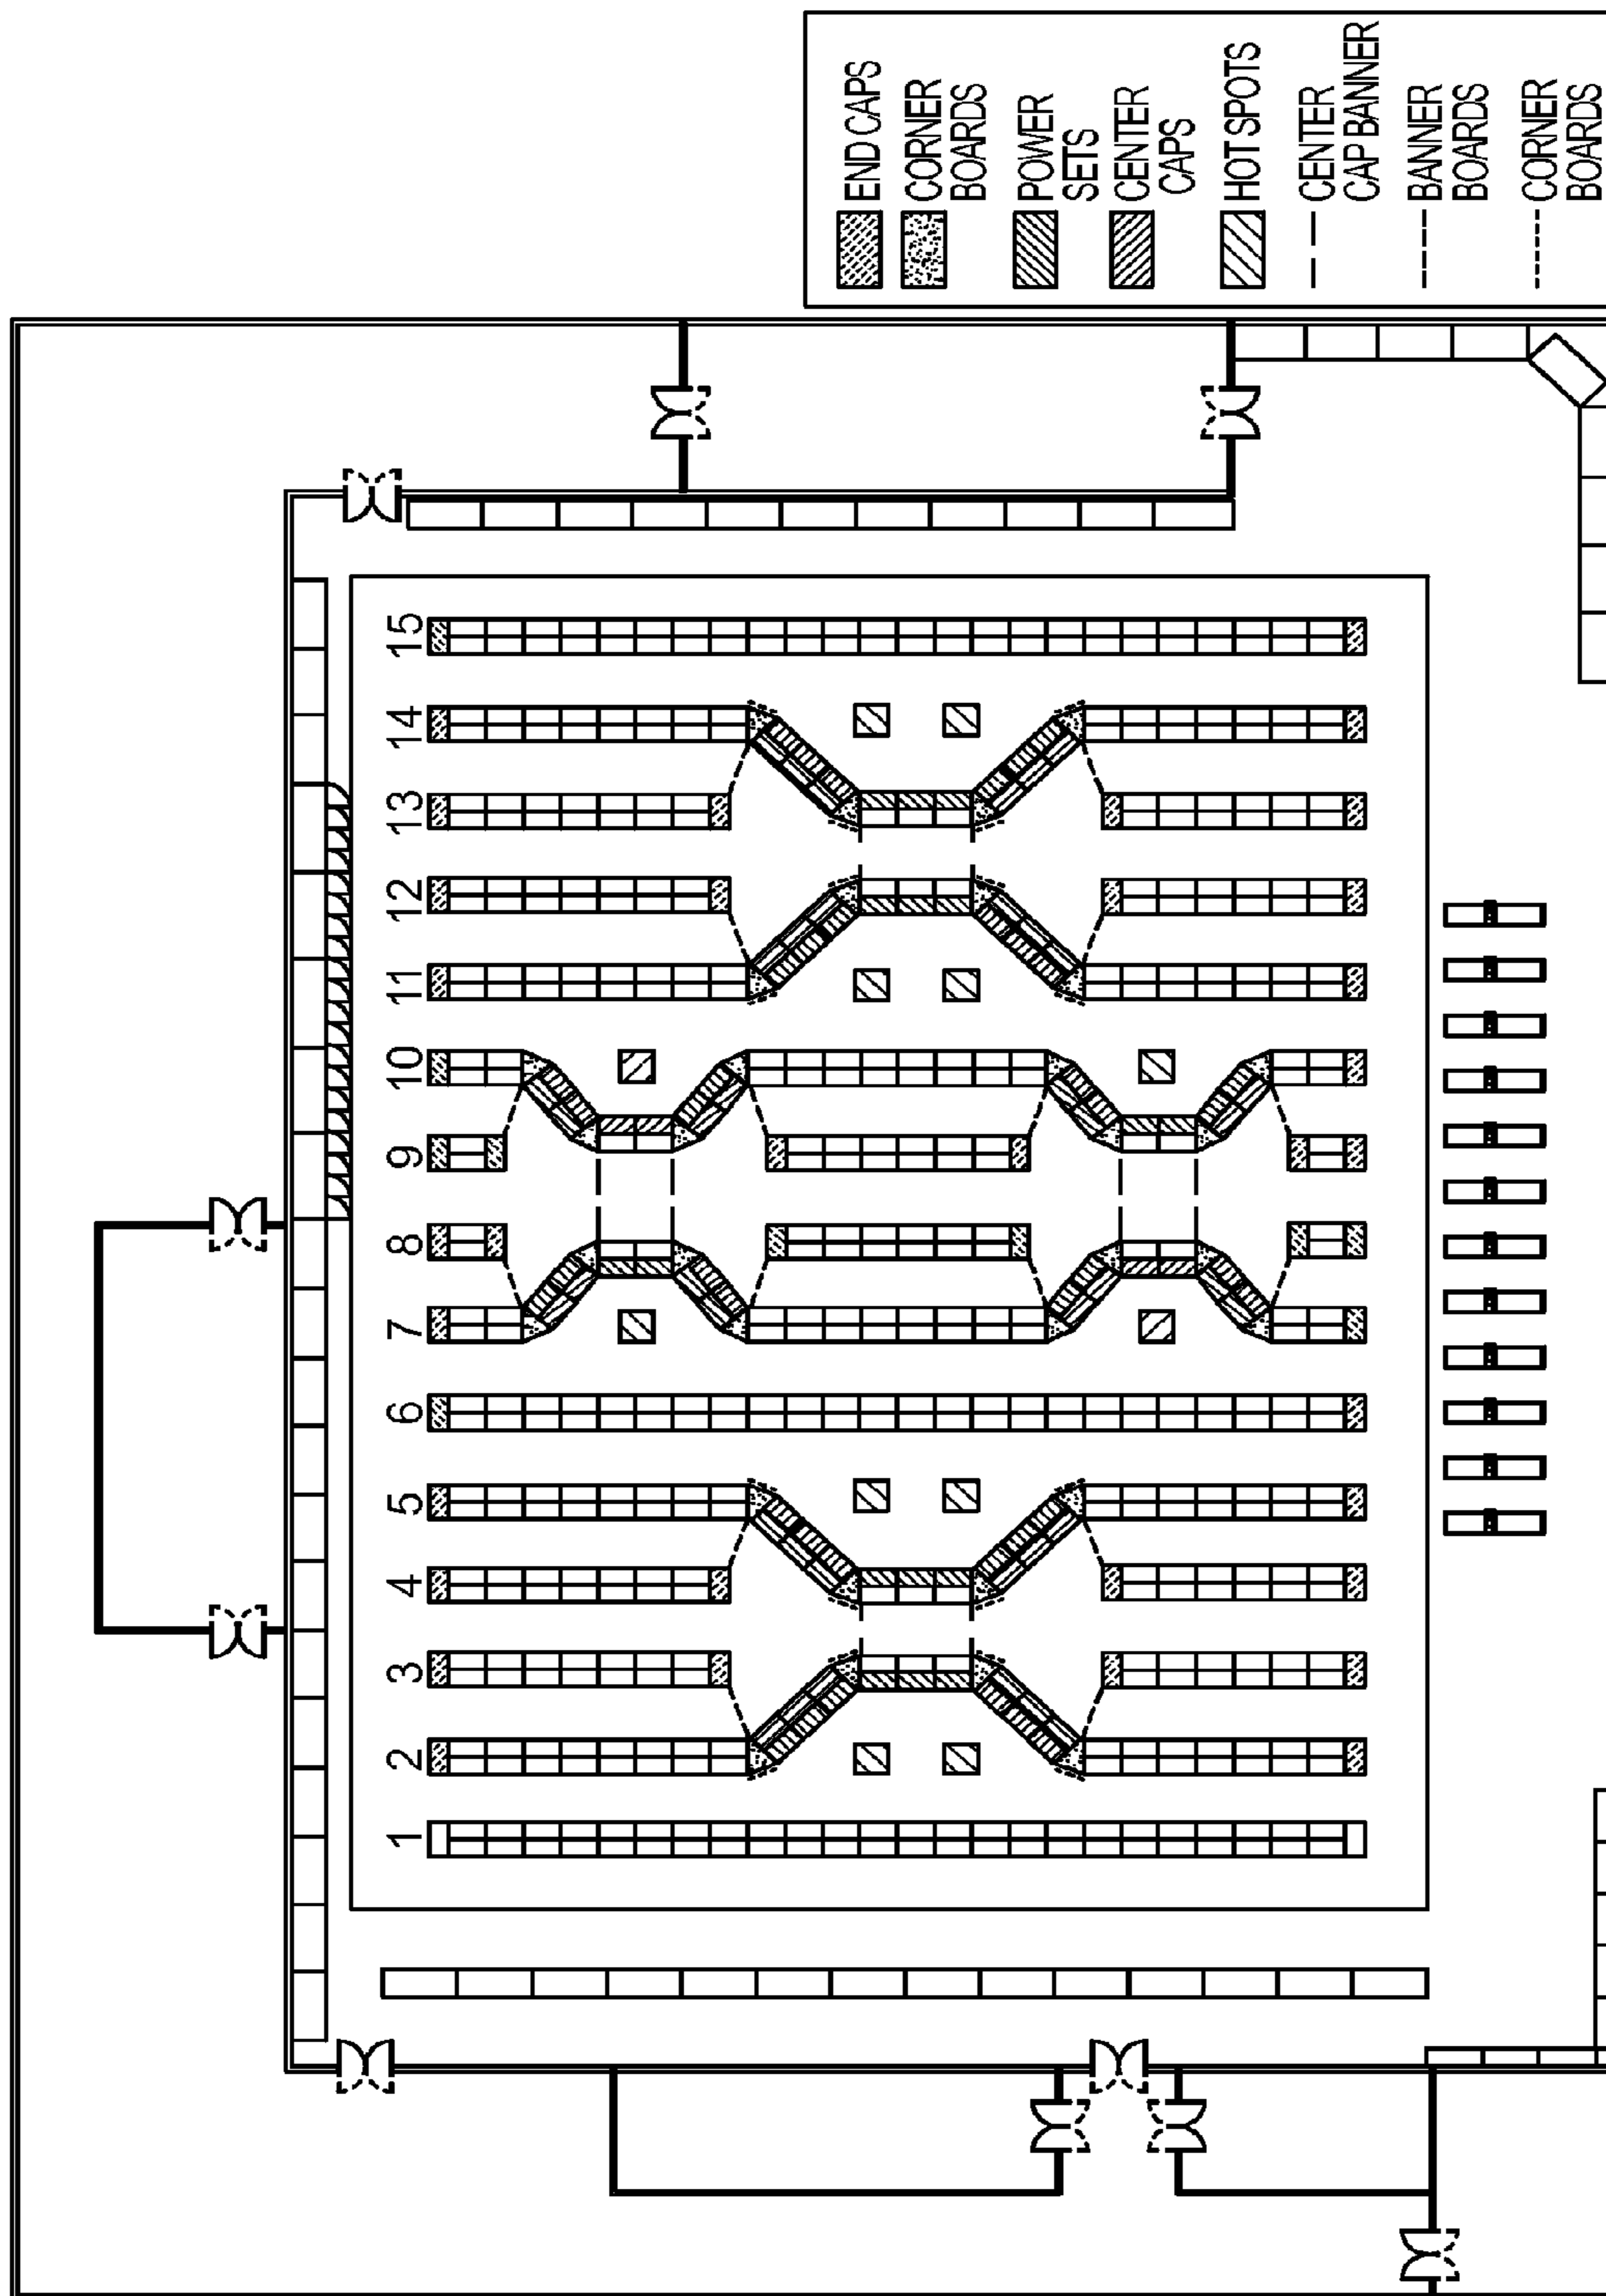 END CAPS
CORNER
BOARDS
POWER
SETS
CENTER
CAPS
HOT SPOTS
CENTER
CAP BANNER
BANNER
BOARDS
CORNER
BOARDS
1 2 3 4 5 6 7 8 9 10 11 12 13 14 15